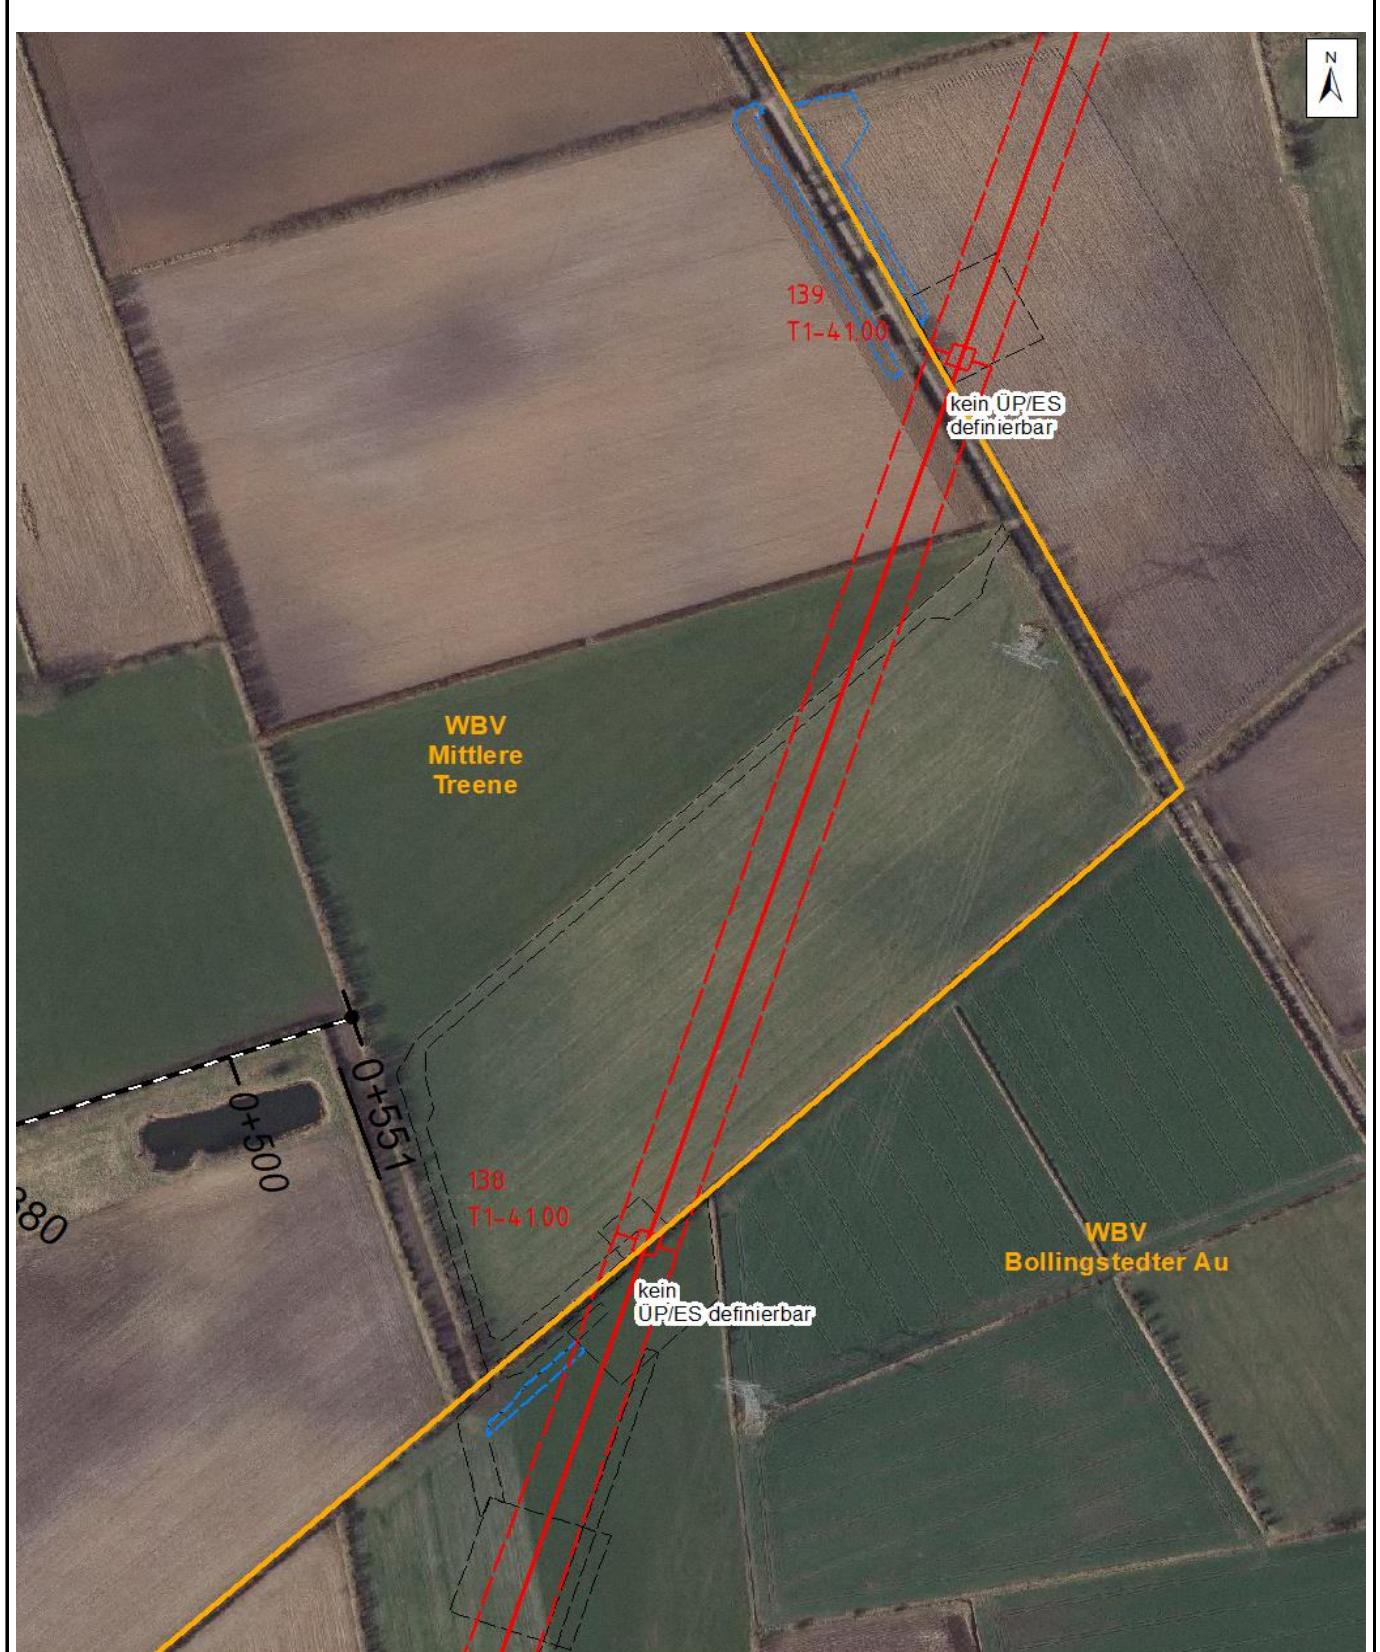 N
139
T1-41.00
kein ÜP/ES
definierbar
WBV
Mittlere
Treene
0+551
0+500
380
138
T1-41.00
WBV
Bollingstedter Au
kein
ÜP/ES definierbar